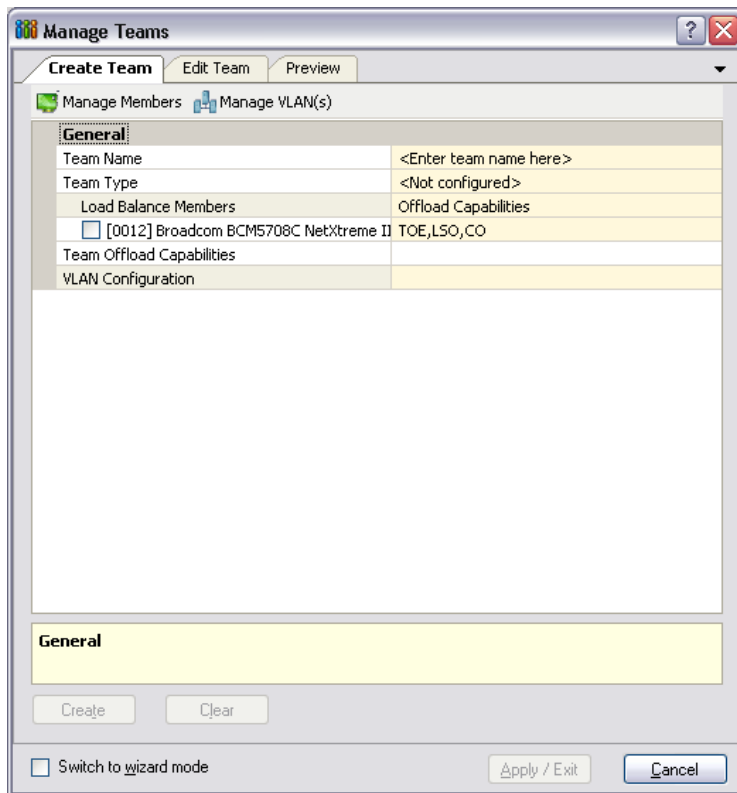 Manage Teams
Create Team Edit Team Preview
Manage Members Manage VLAN(s)
General
Team Name <Enter team name here>
Team Type <Not configured>
Load Balance Members Offload Capabilities
[0012] Broadcom BCM5708C NetXtreme II TOE,LSO,CO
Team Offload Capabilities
VLAN Configuration
General
Create Clear
Switch to wizard mode Apply / Exit Cancel